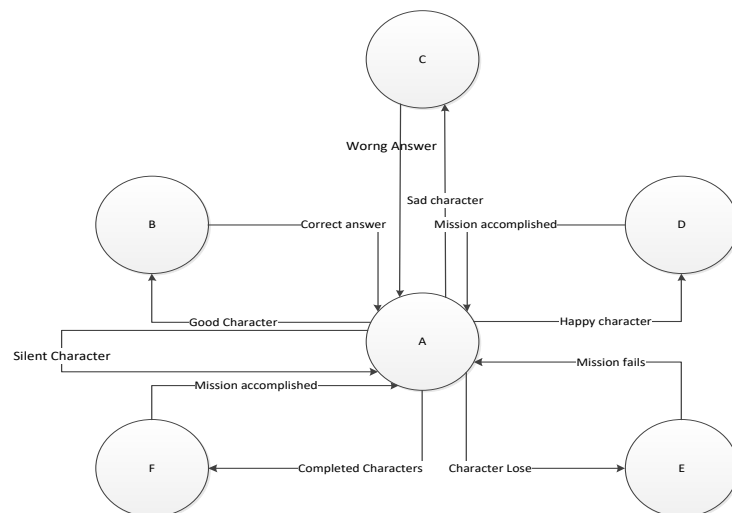 C
Worng Answer
Sad character
B
Correct answer
Mission accomplished
D
Good Character
A
Happy character
Silent Character
Mission fails
Mission accomplished
F
Completed Characters
Character Lose
E